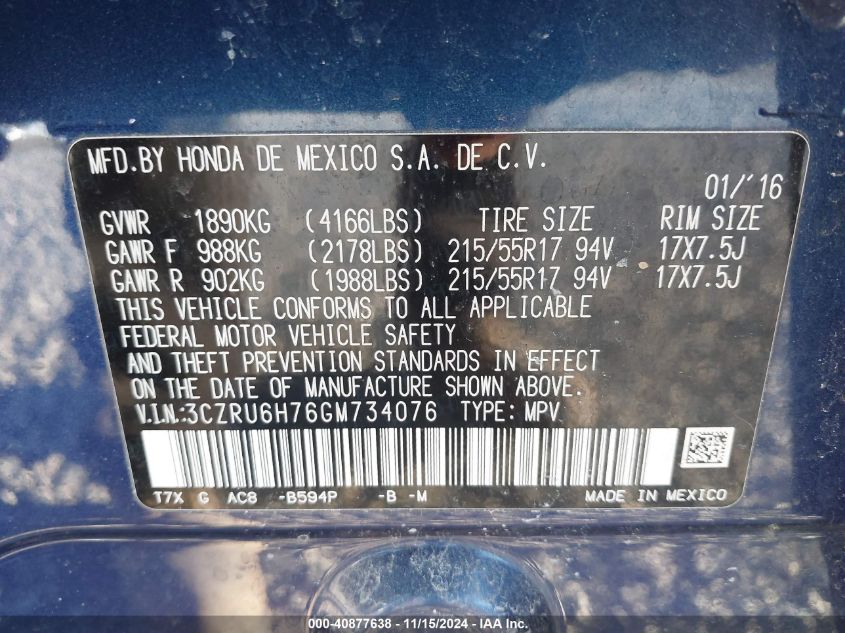 MFD.BY HONDA DE MEXICO S.A. DE C.V.
01/'16
GVWR 1890KG (4166LBS) TIRE SIZE RIM SIZE
GAWR F 988KG (2178LBS) 215/55R17 94V 17X7.5J
GAWR R 902KG (1988LBS) 215/55R17 94V 17X7.5J
THIS VEHICLE CONFORMS TO ALL APPLICABLE
FEDERAL MOTOR VEHICLE SAFETY
AND THEFT PREVENTION STANDARDS IN EFFECT
ON THE DATE OF MANUFACTURE SHOWN ABOVE.
V.I.N.:3CZRU6H76GM734076 TYPE: MPV
T7X G AC8 -B594P -B -M MADE IN MEXICO
000-40877638 - 11/15/2024 - IAA Inc.